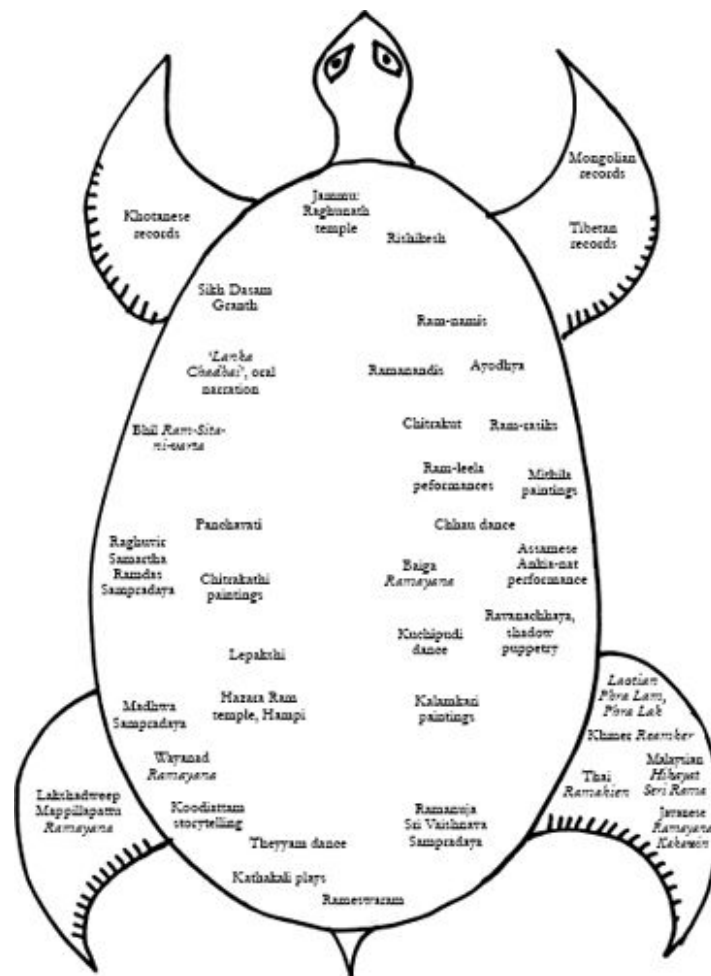 Mongolian
records
Tibetan
records
Khotanese
records
Jammu:
Raghunath
temple
Rishikesh
Sikh Dasam
Granth
Ram-namis
'Lanka
Chadhai', oral
narration
Ramanandis
Ayodhya
Bhil Ram-Sita-
ni-varta
Chitrakut
Ram-rasiks
Ram-leela
peformances
Mithila
paintings
Panchavati
Chhau dance
Raghuvir
Samartha
Ramdas
Sampradaya
Chitrakathi
paintings
Baiga
Ramayana
Assamese
Ankia-nat
performance
Ravanachhaya,
shadow
puppetry
Kuchipudi
dance
Lepakshi
Laotian
Phra Lam,
Phra Lak
Madhwa
Sampradaya
Hazara Ram
temple, Hampi
Kalamkari
paintings
Khmer Reamker
Wayanad
Ramayana
Thai
Ramakien
Malaysian
Hikayat
Seri Rama
Lakshadweep
Mappillapattu
Ramayana
Koodiattam
storytelling
Ramanuja
Sri Vaishnava
Sampradaya
Javanese
Ramayana
Kakawin
Theyyam dance
Kathakali plays
Rameswaram